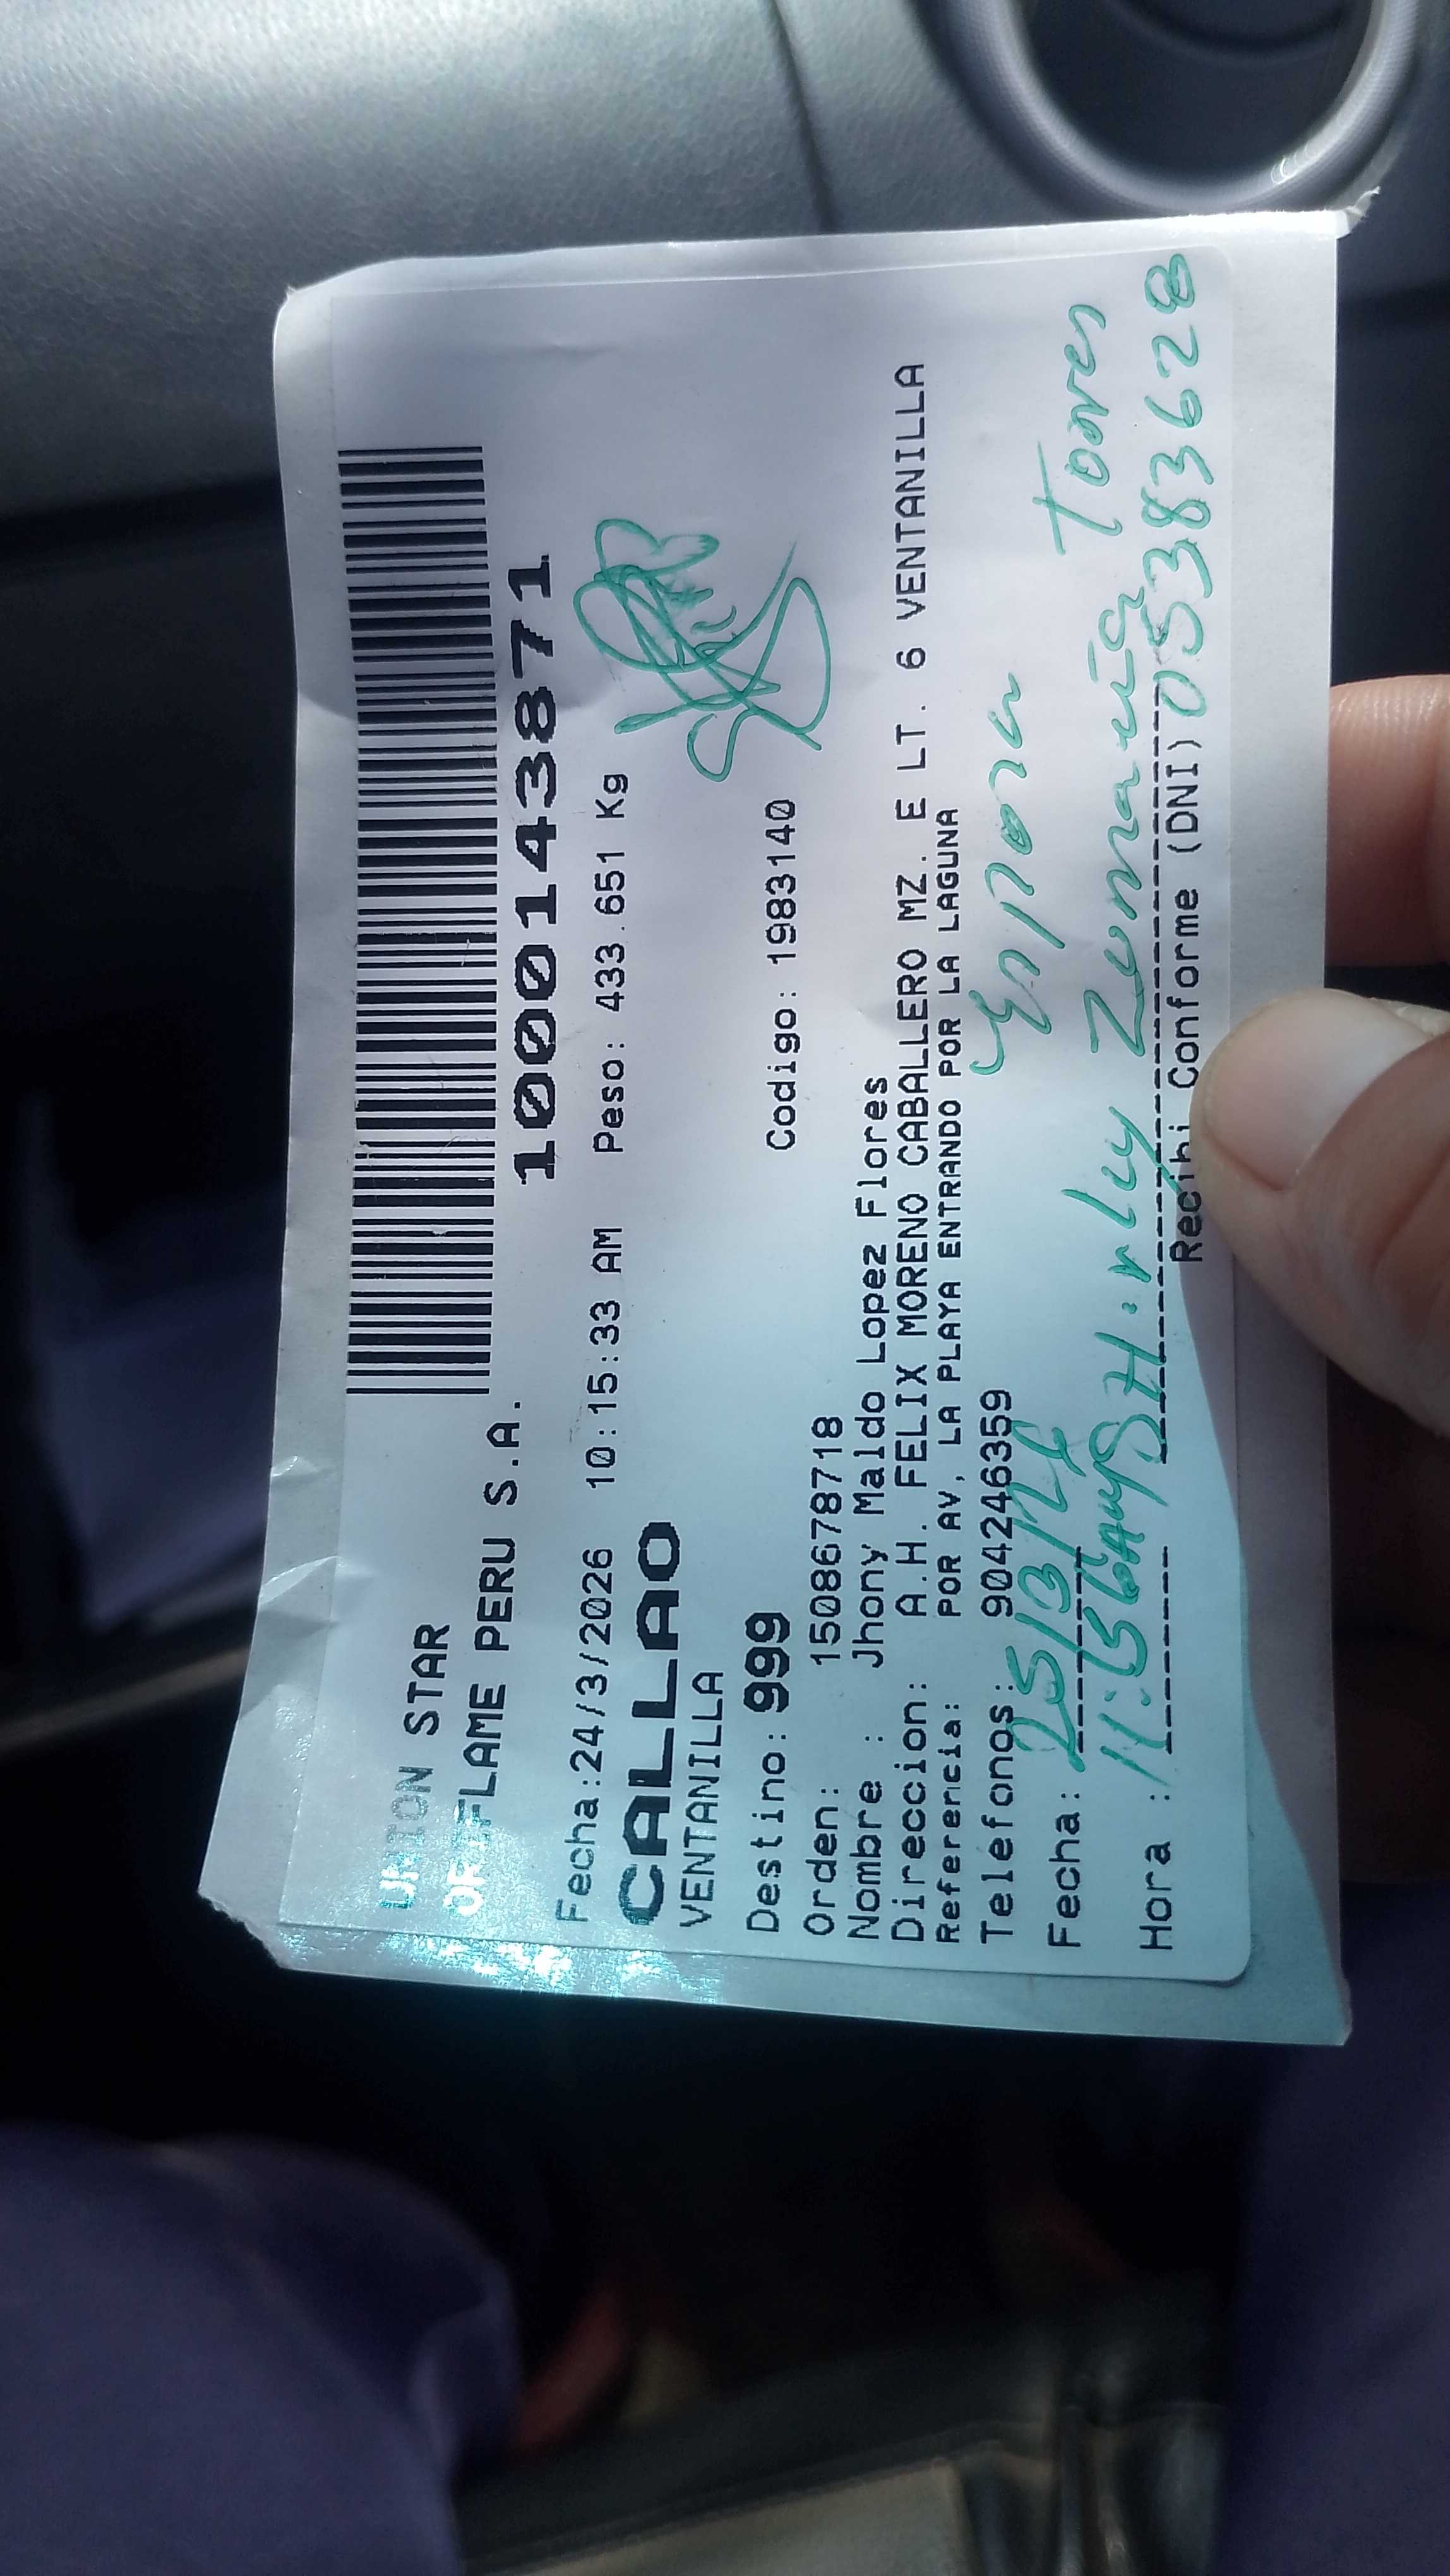 UNION STAR
ORIFLAME PERU S.A.
1000143871
Fecha:24/3/2026 10:15:33 AM Peso: 433.651 Kg
CALLAO
VENTANILLA
Destino: 999 Codigo: 1983140
Orden: 1508678718
Nombre : Jhony Maldo Lopez Flores
Direccion: A.H. FELIX MORENO CABALLERO MZ. E LT. 6 VENTANILLA
Referencia: POR AV, LA PLAYA ENTRANDO POR LA LAGUNA
Telefonos: 904246359
Esposa
Fecha: 25/3/26
Hora : 11:36 Zumaeta Torres
Recibi Conforme (DNI) 05383628